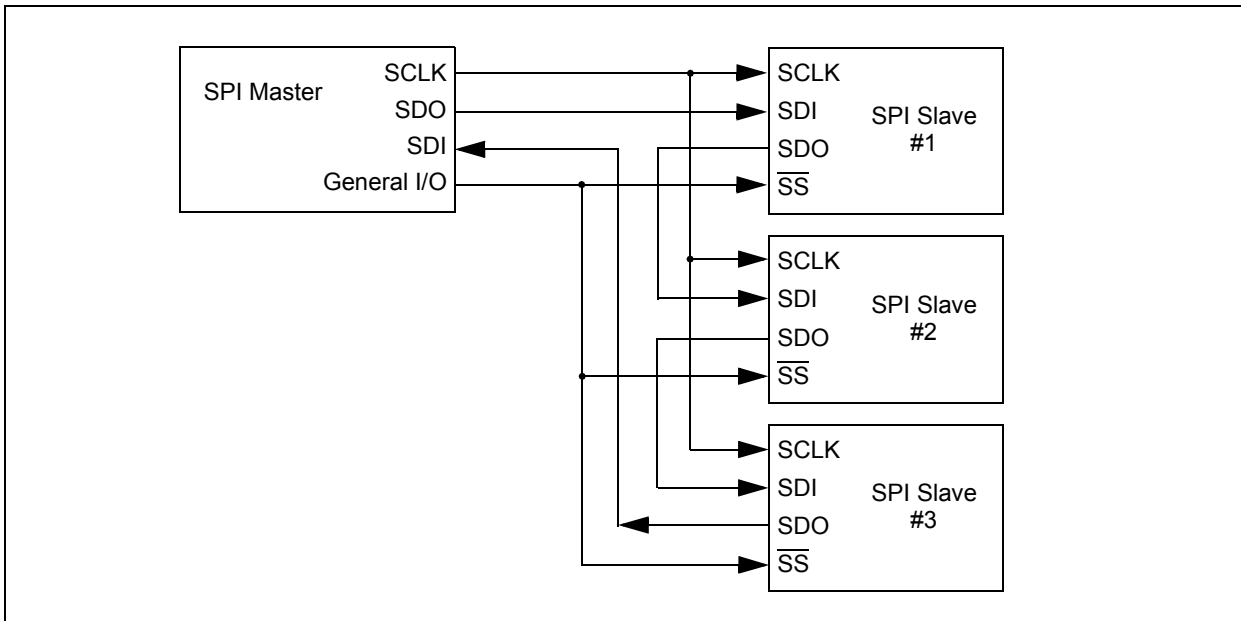 SPI Master
SCLK
SDO
SDI
General I/O
SCLK
SDI
SDO
SS
SPI Slave
#1
SCLK
SDI
SDO
SS
SPI Slave
#2
SCLK
SDI
SDO
SS
SPI Slave
#3